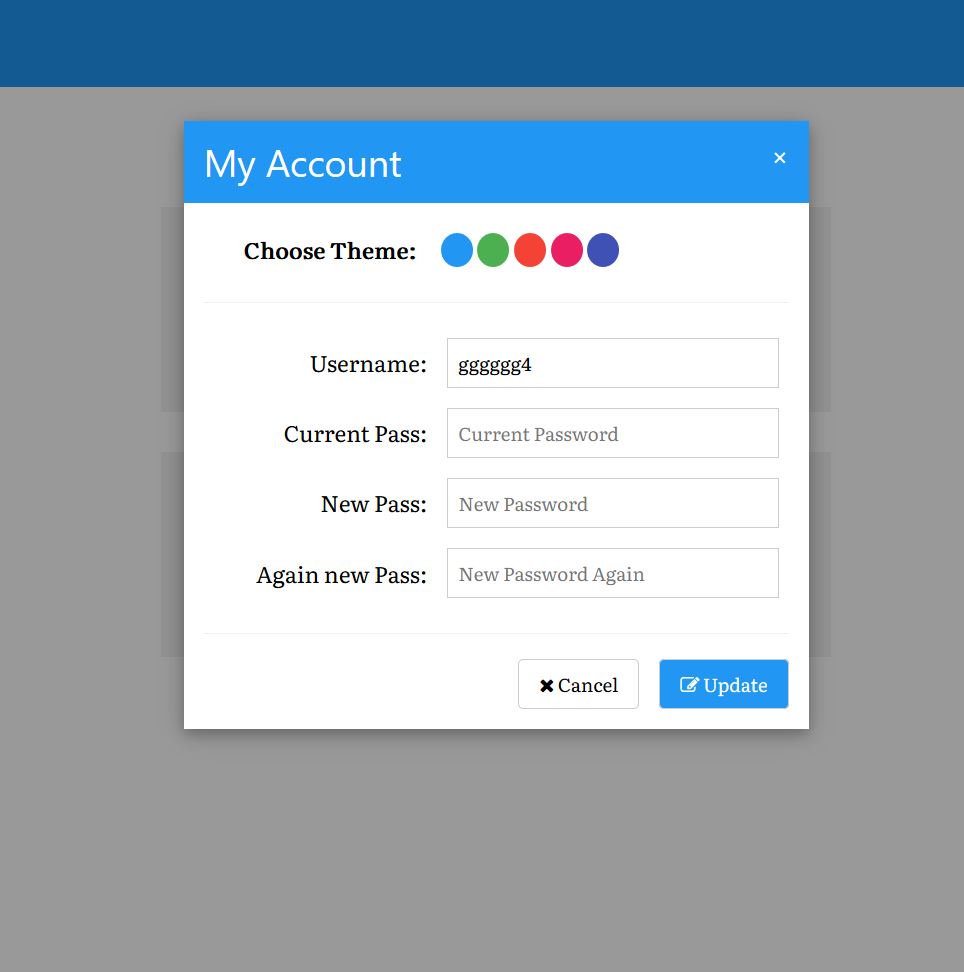 My Account ×
Choose Theme:
Username: gggggg4
Current Pass: Current Password
New Pass: New Password
Again new Pass: New Password Again
Cancel Update